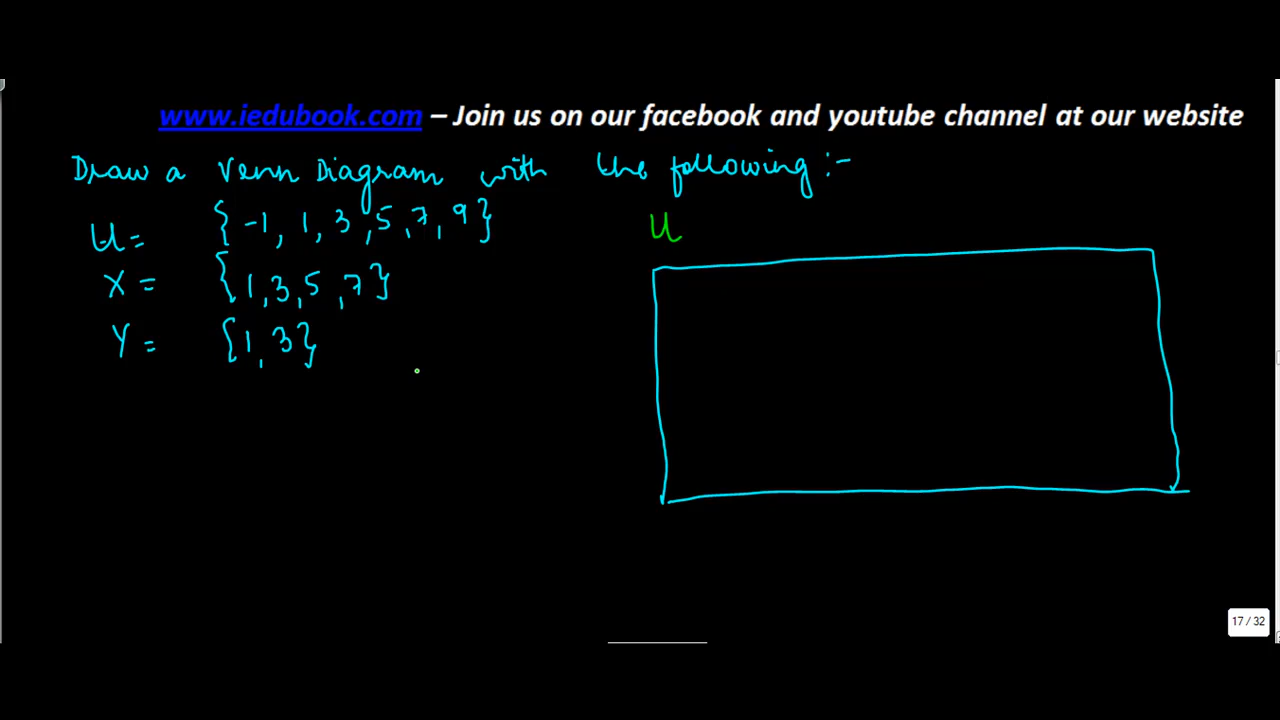 www.iedubook.com – Join us on our facebook and youtube channel at our website
Draw a Venn Diagram with the following :-
U= {-1, 1, 3, 5, 7, 9}
X= {1, 3, 5, 7}
Y= {1, 3}
U
17 / 32